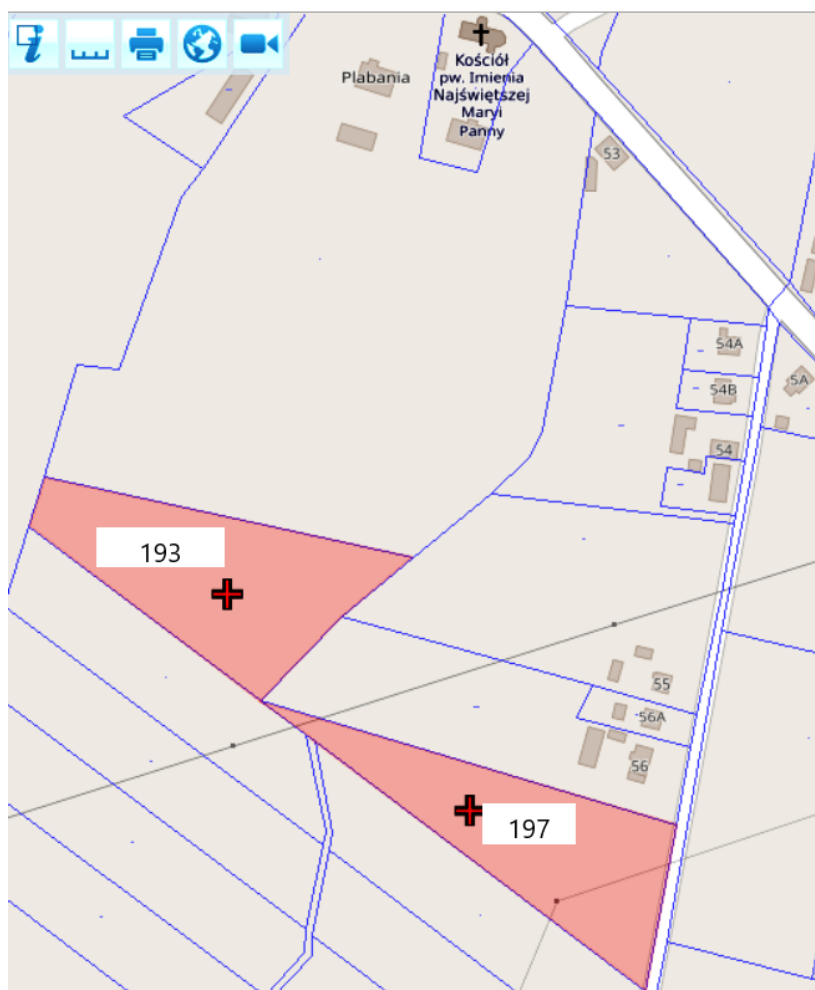 Plabania
Kościół
pw. Imienia
Najświętszej
Maryi
Panny
53
54A
5A
54B
54
193
55
56A
56
197